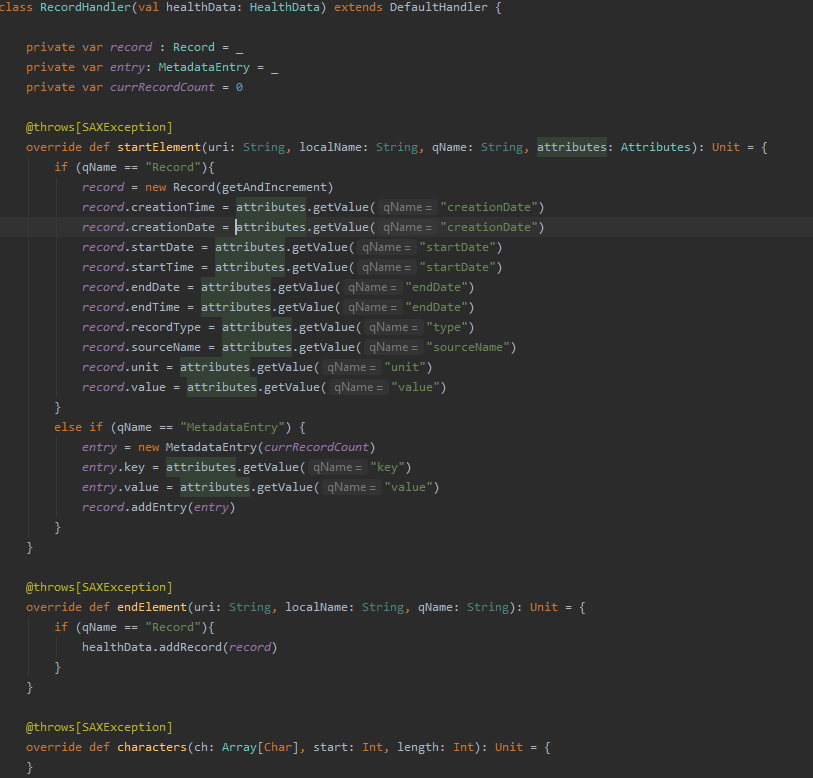 class RecordHandler(val healthData: HealthData) extends DefaultHandler {
private var record : Record = _
private var entry: MetadataEntry = _
private var currRecordCount = 0
@throws[SAXException]
override def startElement(uri: String, localName: String, qName: String, attributes: Attributes): Unit = {
if (qName == "Record"){
record = new Record(getAndIncrement)
record.creationTime = attributes.getValue( qName = "creationDate")
record.creationDate = attributes.getValue( qName = "creationDate")
record.startDate = attributes.getValue( qName = "startDate")
record.startTime = attributes.getValue( qName = "startDate")
record.endDate = attributes.getValue( qName = "endDate")
record.endTime = attributes.getValue( qName = "endDate")
record.recordType = attributes.getValue( qName = "type")
record.sourceName = attributes.getValue( qName = "sourceName")
record.unit = attributes.getValue( qName = "unit")
record.value = attributes.getValue( qName = "value")
}
else if (qName == "MetadataEntry") {
entry = new MetadataEntry(currRecordCount)
entry.key = attributes.getValue( qName = "key")
entry.value = attributes.getValue( qName = "value")
record.addEntry(entry)
}
}
@throws[SAXException]
override def endElement(uri: String, localName: String, qName: String): Unit = {
if (qName == "Record"){
healthData.addRecord(record)
}
}
@throws[SAXException]
override def characters(ch: Array[Char], start: Int, length: Int): Unit = {
}